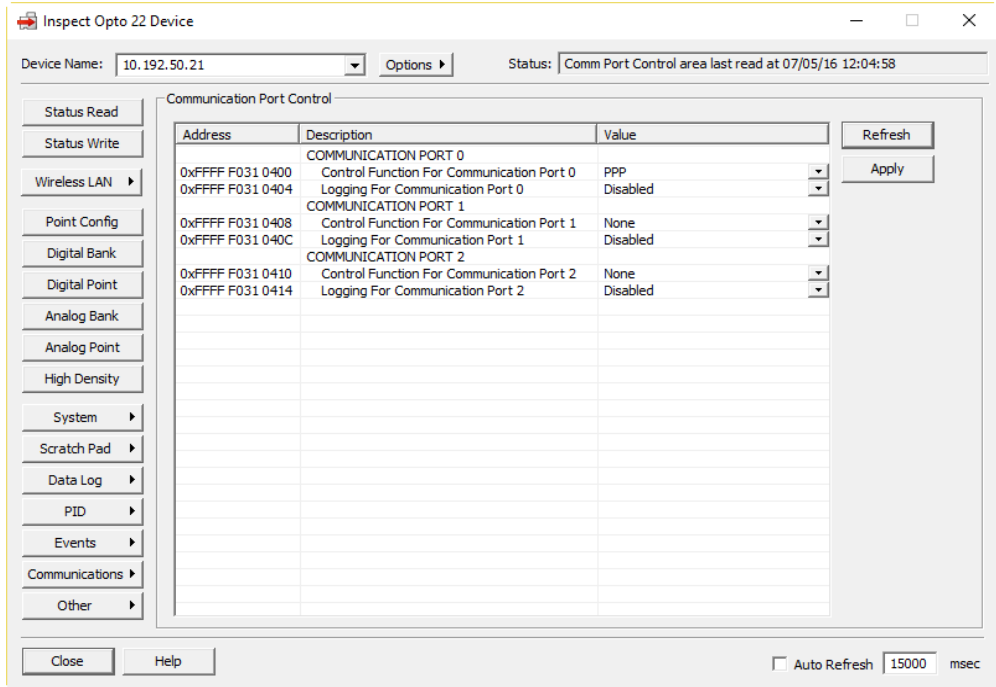 Inspect Opto 22 Device
Device Name: 10.192.50.21 Options Status: Comm Port Control area last read at 07/05/16 12:04:58
Status Read
Status Write
Wireless LAN
Point Config
Digital Bank
Digital Point
Analog Bank
Analog Point
High Density
System
Scratch Pad
Data Log
PID
Events
Communications
Other
Communication Port Control
Address Description Value
COMMUNICATION PORT 0
0xFFFF F031 0400 Control Function For Communication Port 0 PPP
0xFFFF F031 0404 Logging For Communication Port 0 Disabled
COMMUNICATION PORT 1
0xFFFF F031 0408 Control Function For Communication Port 1 None
0xFFFF F031 040C Logging For Communication Port 1 Disabled
COMMUNICATION PORT 2
0xFFFF F031 0410 Control Function For Communication Port 2 None
0xFFFF F031 0414 Logging For Communication Port 2 Disabled
Refresh
Apply
Close Help Auto Refresh 15000 msec